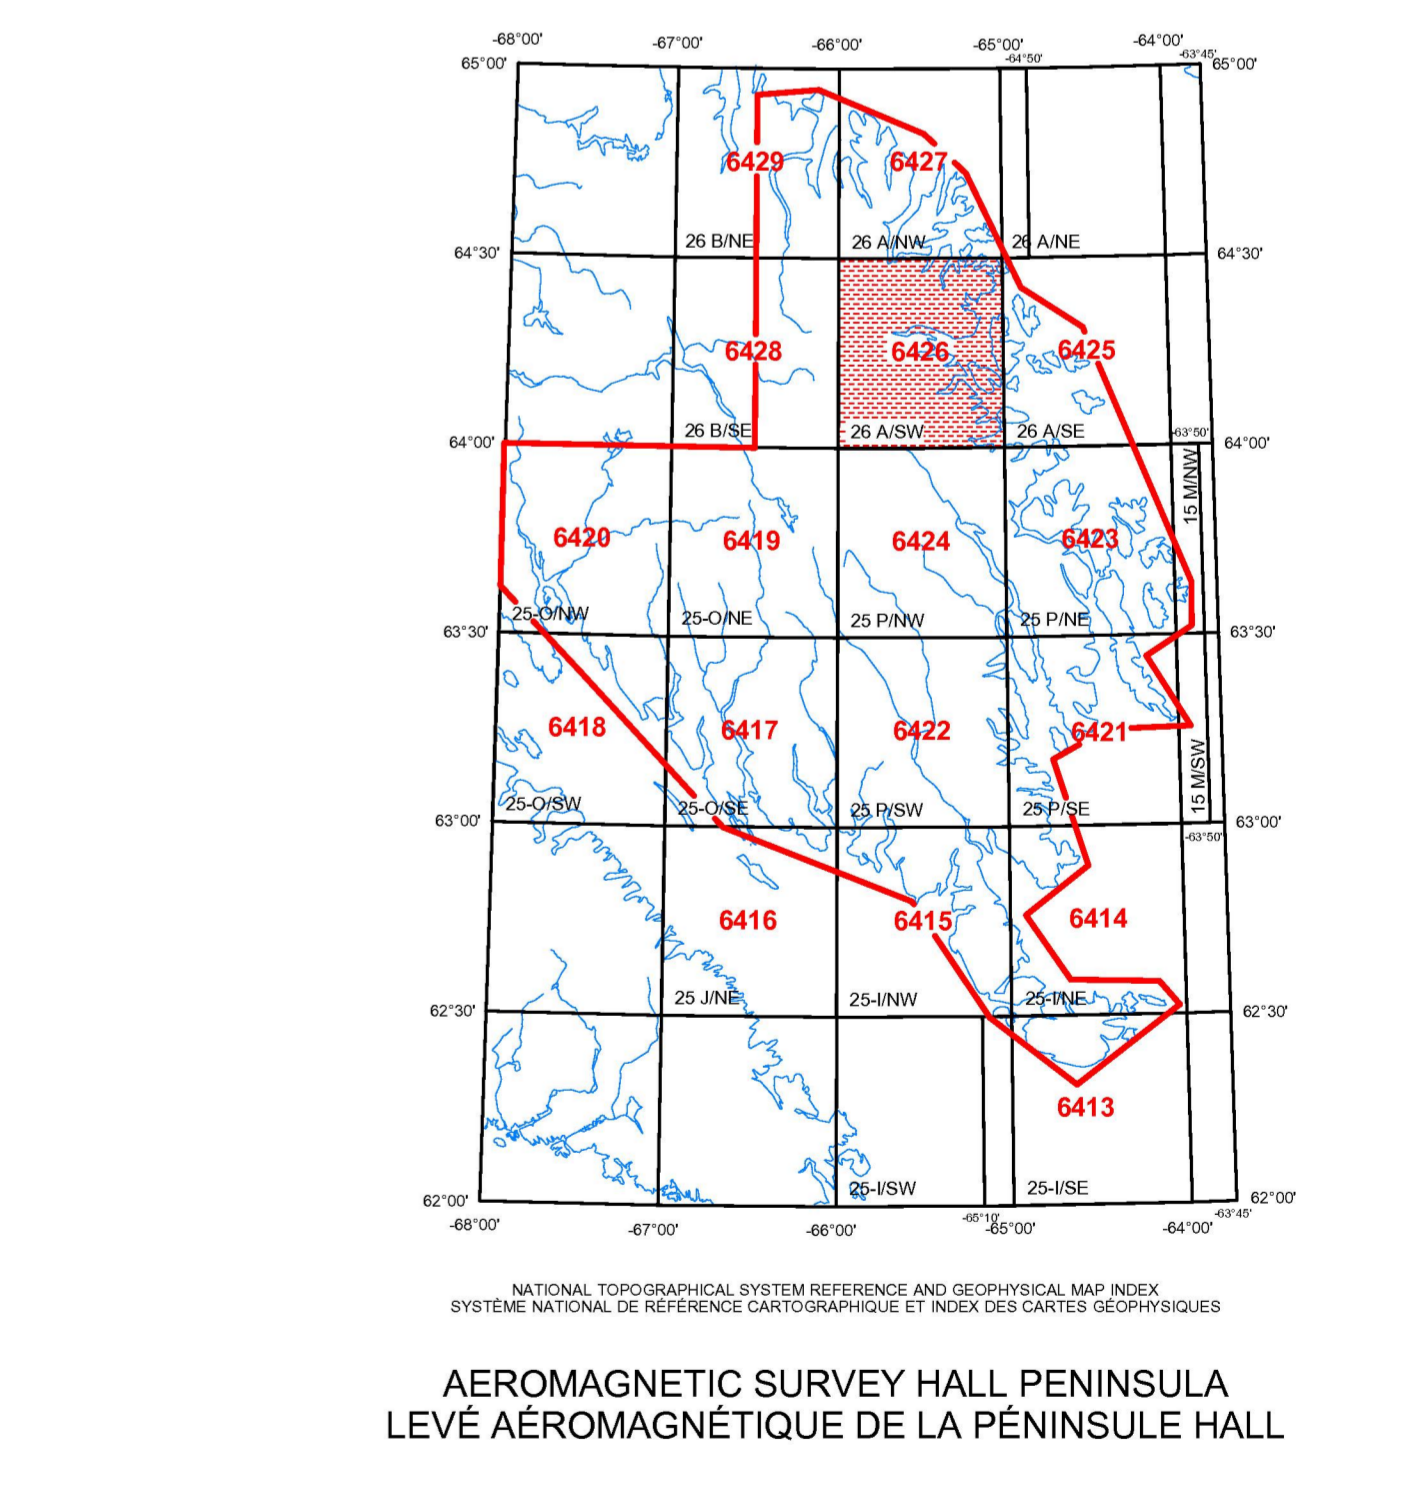 -68°00' -67°00' -66°00' -65°00' -64°00'
-64°50' -63°45'
65°00' 65°00'
6429 6427
26 B/NE 26 A/NW 26 A/NE
64°30' 64°30'
6428 6426 6425
26 B/SE 26 A/SW 26 A/SE -63°50'
64°00' 64°00'
15 M/NW
6420 6419 6424 6423
25-O/NW 25-O/NE 25 P/NW 25 P/NE
63°30' 63°30'
6418 6417 6422 6421
15 M/SW
25-O/SW 25-O/SE 25 P/SW 25 P/SE
63°00' 63°00'
-63°50'
6416 6415 6414
25 J/NE 25-I/NW 25-I/NE
62°30' 62°30'
6413
25-I/SW 25-I/SE
62°00' 62°00'
-65°10' -63°45'
-68°00' -67°00' -66°00' -65°00' -64°00'
NATIONAL TOPOGRAPHICAL SYSTEM REFERENCE AND GEOPHYSICAL MAP INDEX
SYSTÈME NATIONAL DE RÉFÉRENCE CARTOGRAPHIQUE ET INDEX DES CARTES GÉOPHYSIQUES
AEROMAGNETIC SURVEY HALL PENINSULA
LEVÉ AÉROMAGNÉTIQUE DE LA PÉNINSULE HALL